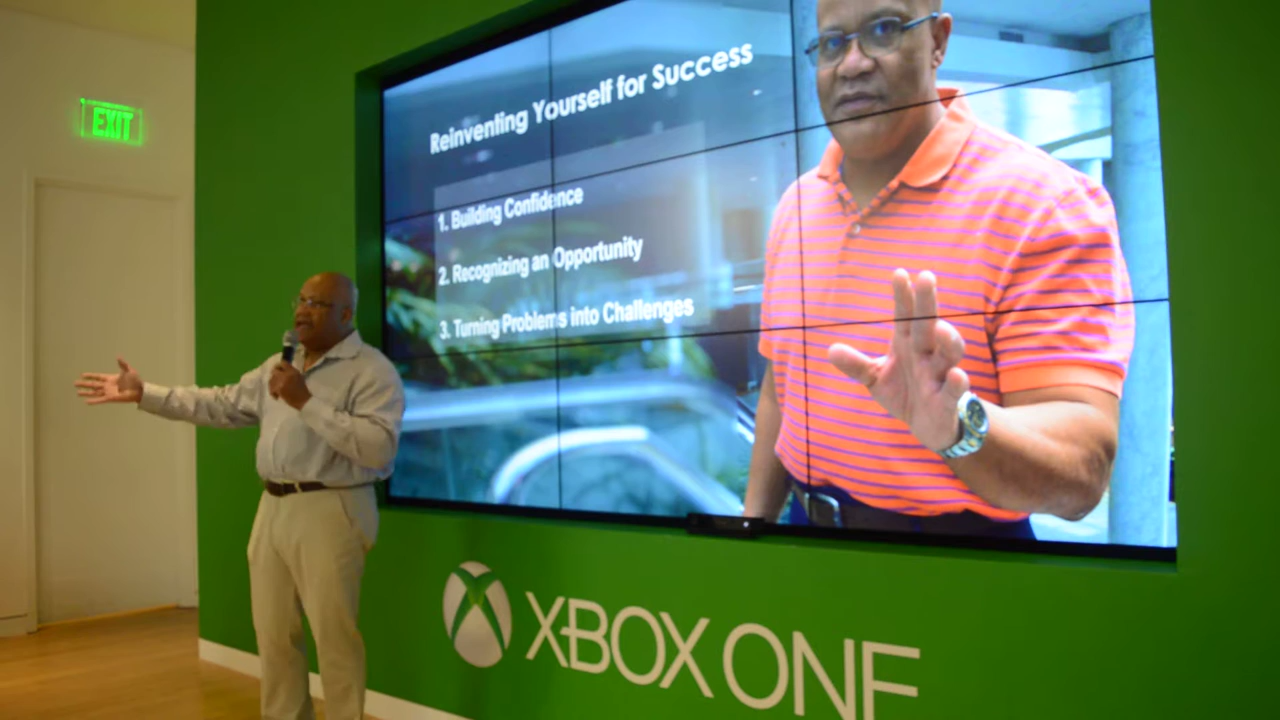 EXIT
Reinventing Yourself for Success
1. Building Confidence
2. Recognizing an Opportunity
3. Turning Problems into Challenges
XBOX ONE